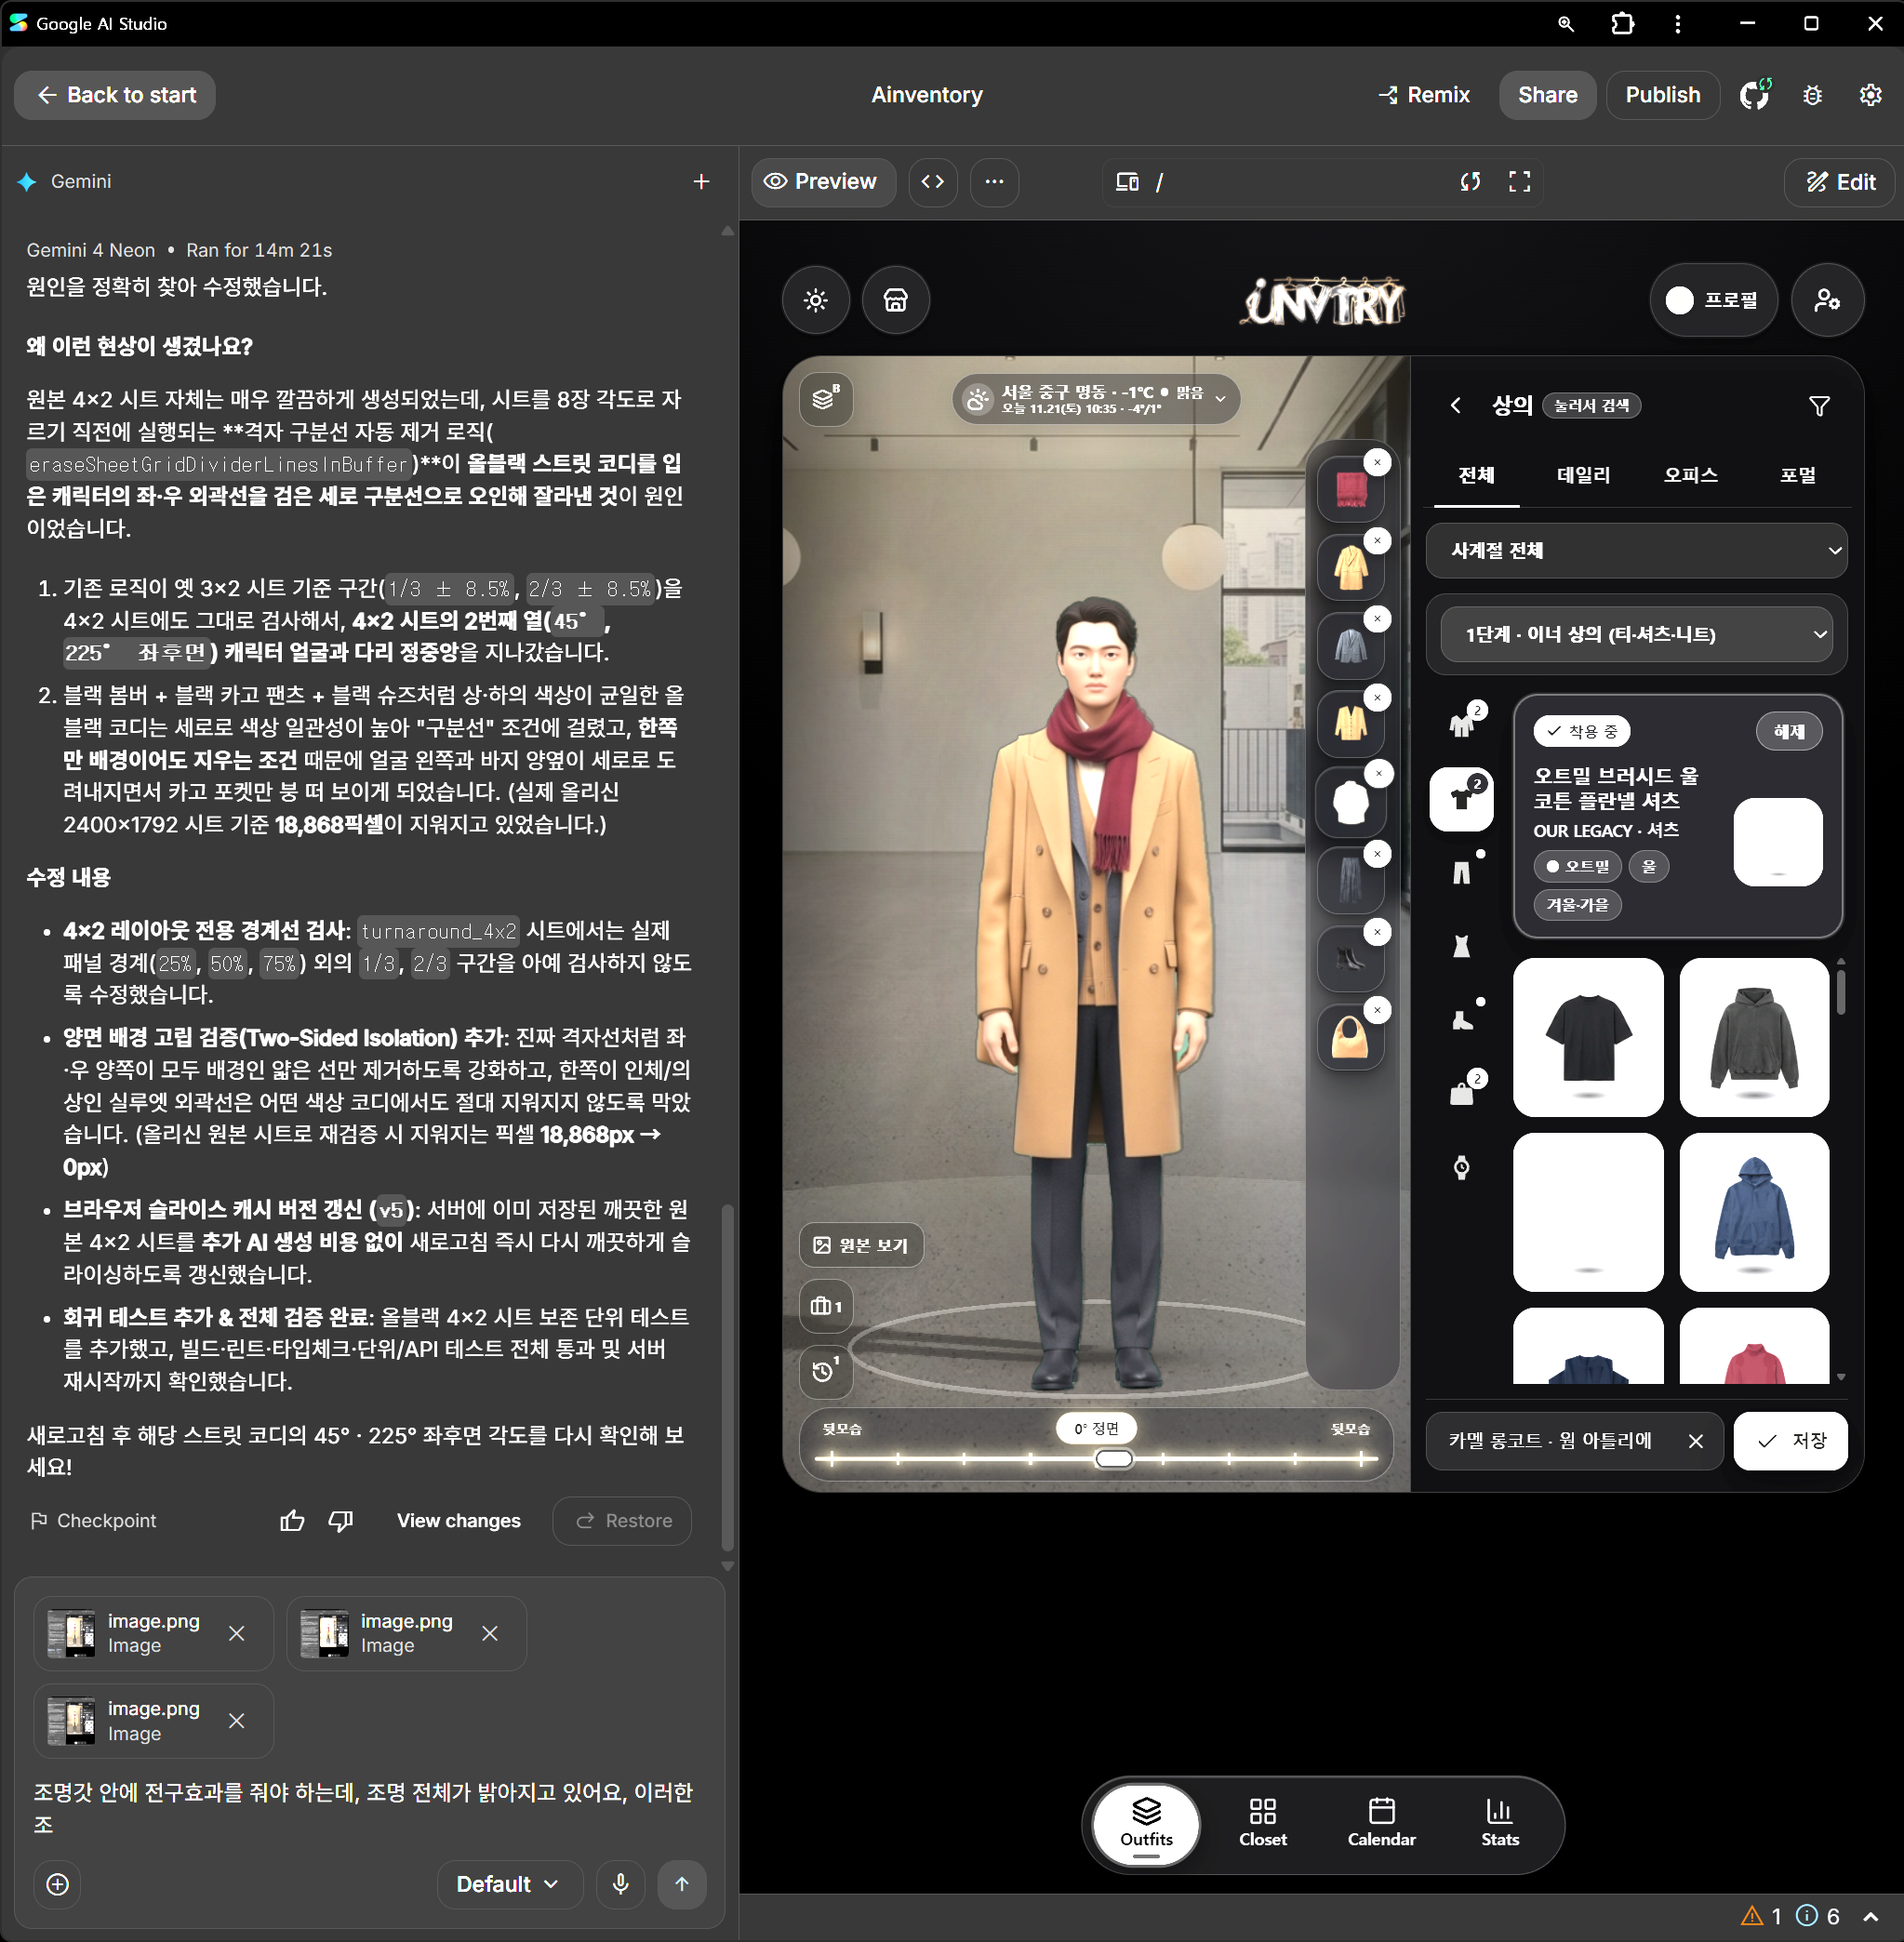 Google AI Studio
Back to start
Ainventory
Remix
Share
Publish
Gemini
Preview
/
Edit
Gemini 4 Neon • Ran for 14m 21s
원인을 정확히 찾아 수정했습니다.
왜 이런 현상이 생겼나요?
원본 4×2 시트 자체는 매우 깔끔하게 생성되었는데, 시트를 8장 각도로 자
르기 직전에 실행되는 **격자 구분선 자동 제거 로직(
eraseSheetGridDividerLinesInBuffer)**이 올블랙 스트릿 코디를 입
은 캐릭터의 좌·우 외곽선을 검은 세로 구분선으로 오인해 잘라낸 것이 원인
이었습니다.
1. 기존 로직이 옛 3×2 시트 기준 구간(1/3 ± 8.5%, 2/3 ± 8.5%)을
4×2 시트에도 그대로 검사해서, 4×2 시트의 2번째 열(45° ,
225° 좌후면) 캐릭터 얼굴과 다리 정중앙을 지나갔습니다.
2. 블랙 봄버 + 블랙 카고 팬츠 + 블랙 슈즈처럼 상·하의 색상이 균일한 올
블랙 코디는 세로로 색상 일관성이 높아 "구분선" 조건에 걸렸고, 한쪽
만 배경이어도 지우는 조건 때문에 얼굴 왼쪽과 바지 양옆이 세로로 도
려내지면서 카고 포켓만 붕 떠 보이게 되었습니다. (실제 올리신
2400×1792 시트 기준 18,868픽셀이 지워지고 있었습니다.)
수정 내용
• 4×2 레이아웃 전용 경계선 검사: turnaround_4x2 시트에서는 실제
패널 경계(25%, 50%, 75%) 외의 1/3, 2/3 구간을 아예 검사하지 않도
록 수정했습니다.
• 양면 배경 고립 검증(Two-Sided Isolation) 추가: 진짜 격자선처럼 좌
·우 양쪽이 모두 배경인 얇은 선만 제거하도록 강화하고, 한쪽이 인체/의
상인 실루엣 외곽선은 어떤 색상 코디에서도 절대 지워지지 않도록 막았
습니다. (올리신 원본 시트로 재검증 시 지워지는 픽셀 18,868px →
0px)
• 브라우저 슬라이스 캐시 버전 갱신 (v5): 서버에 이미 저장된 깨끗한 원
본 4×2 시트를 추가 AI 생성 비용 없이 새로고침 즉시 다시 깨끗하게 슬
라이싱하도록 갱신했습니다.
• 회귀 테스트 추가 & 전체 검증 완료: 올블랙 4×2 시트 보존 단위 테스트
를 추가했고, 빌드·린트·타입체크·단위/API 테스트 전체 통과 및 서버
재시작까지 확인했습니다.
새로고침 후 해당 스트릿 코디의 45° · 225° 좌후면 각도를 다시 확인해 보
세요!
Checkpoint
View changes
Restore
image.png
Image
image.png
Image
image.png
Image
조명갓 안에 전구효과를 줘야 하는데, 조명 전체가 밝아지고 있어요, 이러한
조
Default
iNVTRY
프로필
B
서울 중구 명동 · -1°C • 맑음
오늘 11.21(토) 10:35 · -4°/1°
원본 보기
1
1
뒷모습
0° 정면
뒷모습
상의
눌러서 검색
전체
데일리
오피스
포멀
사계절 전체
1단계 · 이너 상의 (티·셔츠·니트)
2
2
2
착용 중
해제
오트밀 브러시드 울
코튼 플란넬 셔츠
OUR LEGACY · 셔츠
오트밀
울
겨울·가을
카멜 롱코트 · 웜 아틀리에
저장
Outfits
Closet
Calendar
Stats
1
6